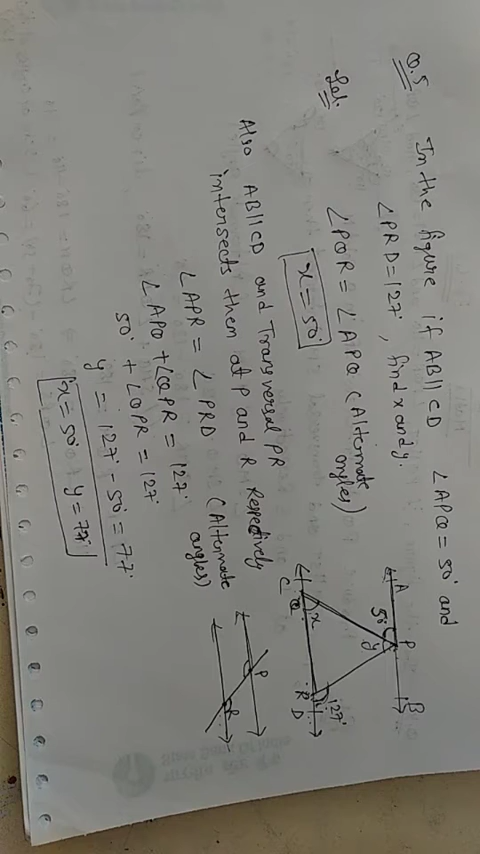 Q.5 In the figure if AB||CD ∠APQ = 50° and
∠PRD = 127°, find x and y.
Sol:
∠PQR = ∠APQ (Alternate angles)
x = 50°
Also AB||CD and Transversal PR
intersects them at P and R Respectively
∠APR = ∠PRD (Alternate angles)
∠APQ + ∠QPR = 127°
50° + ∠QPR = 127°
y = 127° - 50° = 77°
x = 50° y = 77°
A P B
50° y
x 127°
C Q R D
P
R